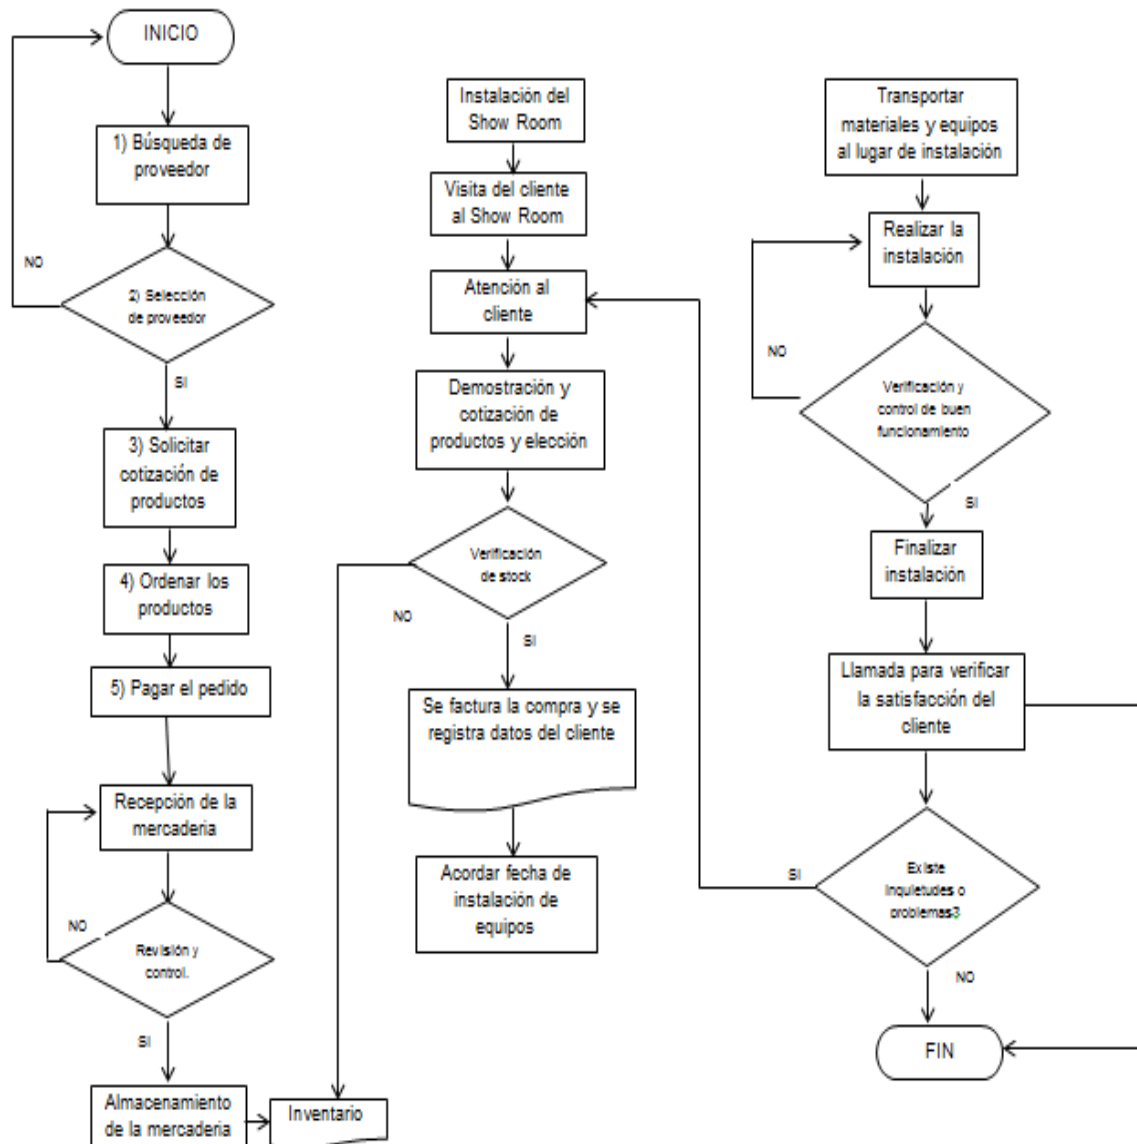 INICIO
1) Búsqueda de
proveedor
NO
2) Selección
de proveedor
SI
3) Solicitar
cotización de
productos
4) Ordenar los
productos
5) Pagar el pedido
Recepción de la
mercaderia
NO
Revisión y
control.
SI
Almacenamiento
de la mercaderia
Inventario
Instalación del
Show Room
Visita del cliente
al Show Room
Atención al
cliente
Demostración y
cotización de
productos y elección
Verificación
de stock
NO
SI
Se factura la compra y se
registra datos del cliente
Acordar fecha de
instalación de
equipos
Transportar
materiales y equipos
al lugar de instalación
Realizar la
instalación
NO
Verificación y
control de buen
funcionamiento
SI
Finalizar
instalación
Llamada para verificar
la satisfacción del
cliente
SI
Existe
inquietudes o
problemas3
NO
FIN